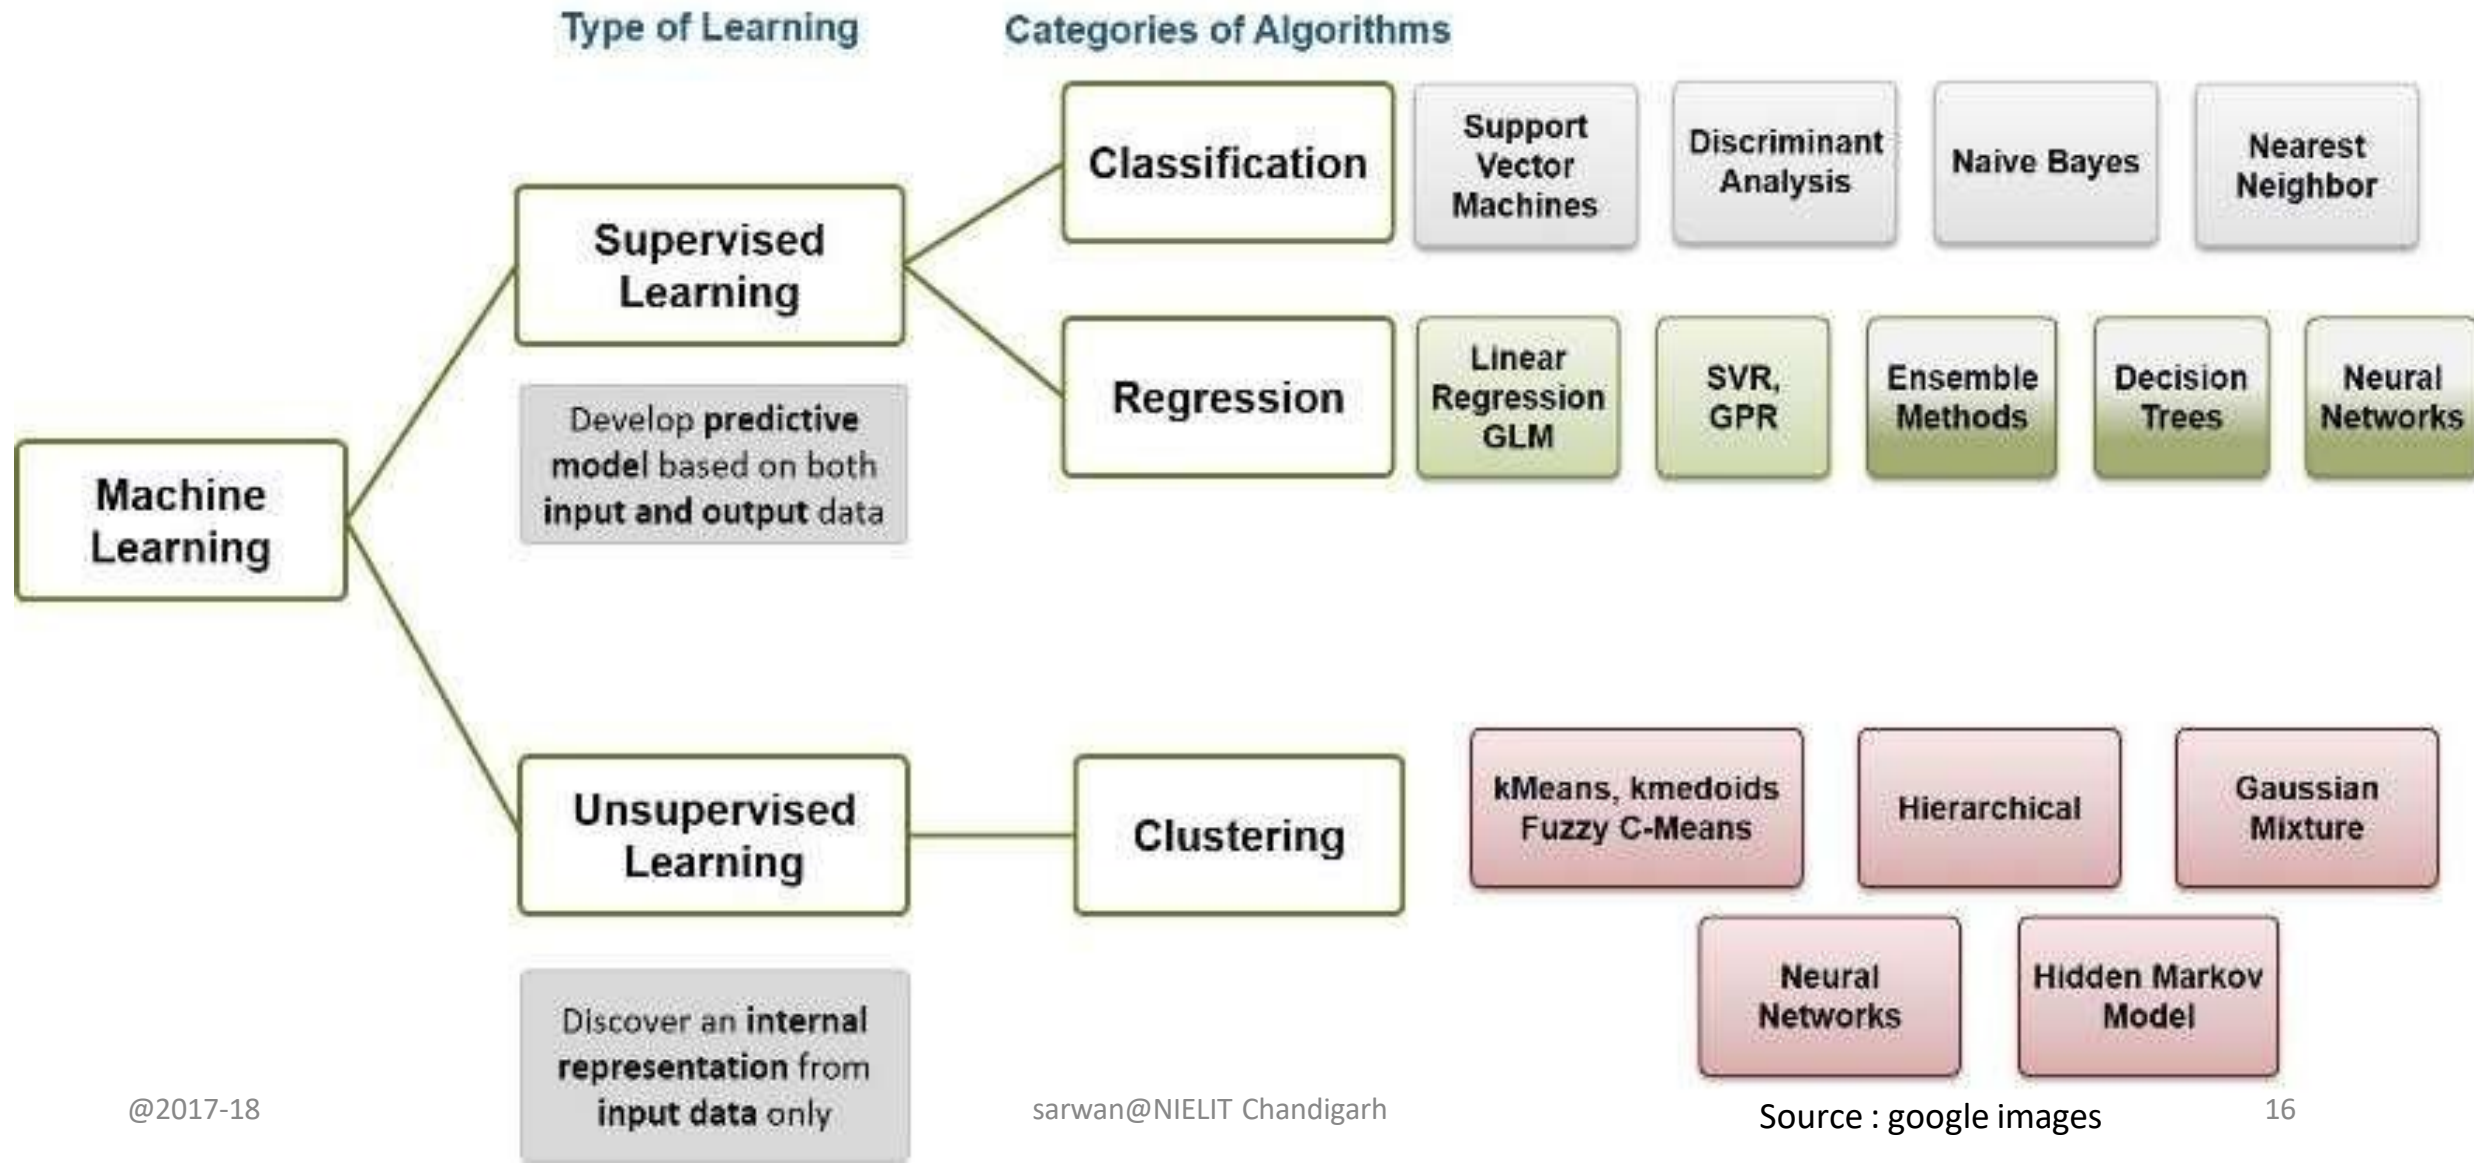 Type of Learning
Categories of Algorithms
Machine
Learning
Supervised
Learning
Develop predictive
model based on both
input and output data
Classification
Support
Vector
Machines
Discriminant
Analysis
Naive Bayes
Nearest
Neighbor
Regression
Linear
Regression
GLM
SVR,
GPR
Ensemble
Methods
Decision
Trees
Neural
Networks
Unsupervised
Learning
Discover an internal
representation from
input data only
Clustering
kMeans, kmedoids
Fuzzy C-Means
Hierarchical
Gaussian
Mixture
Neural
Networks
Hidden Markov
Model
@2017-18
sarwan@NIELIT Chandigarh
Source : google images
16